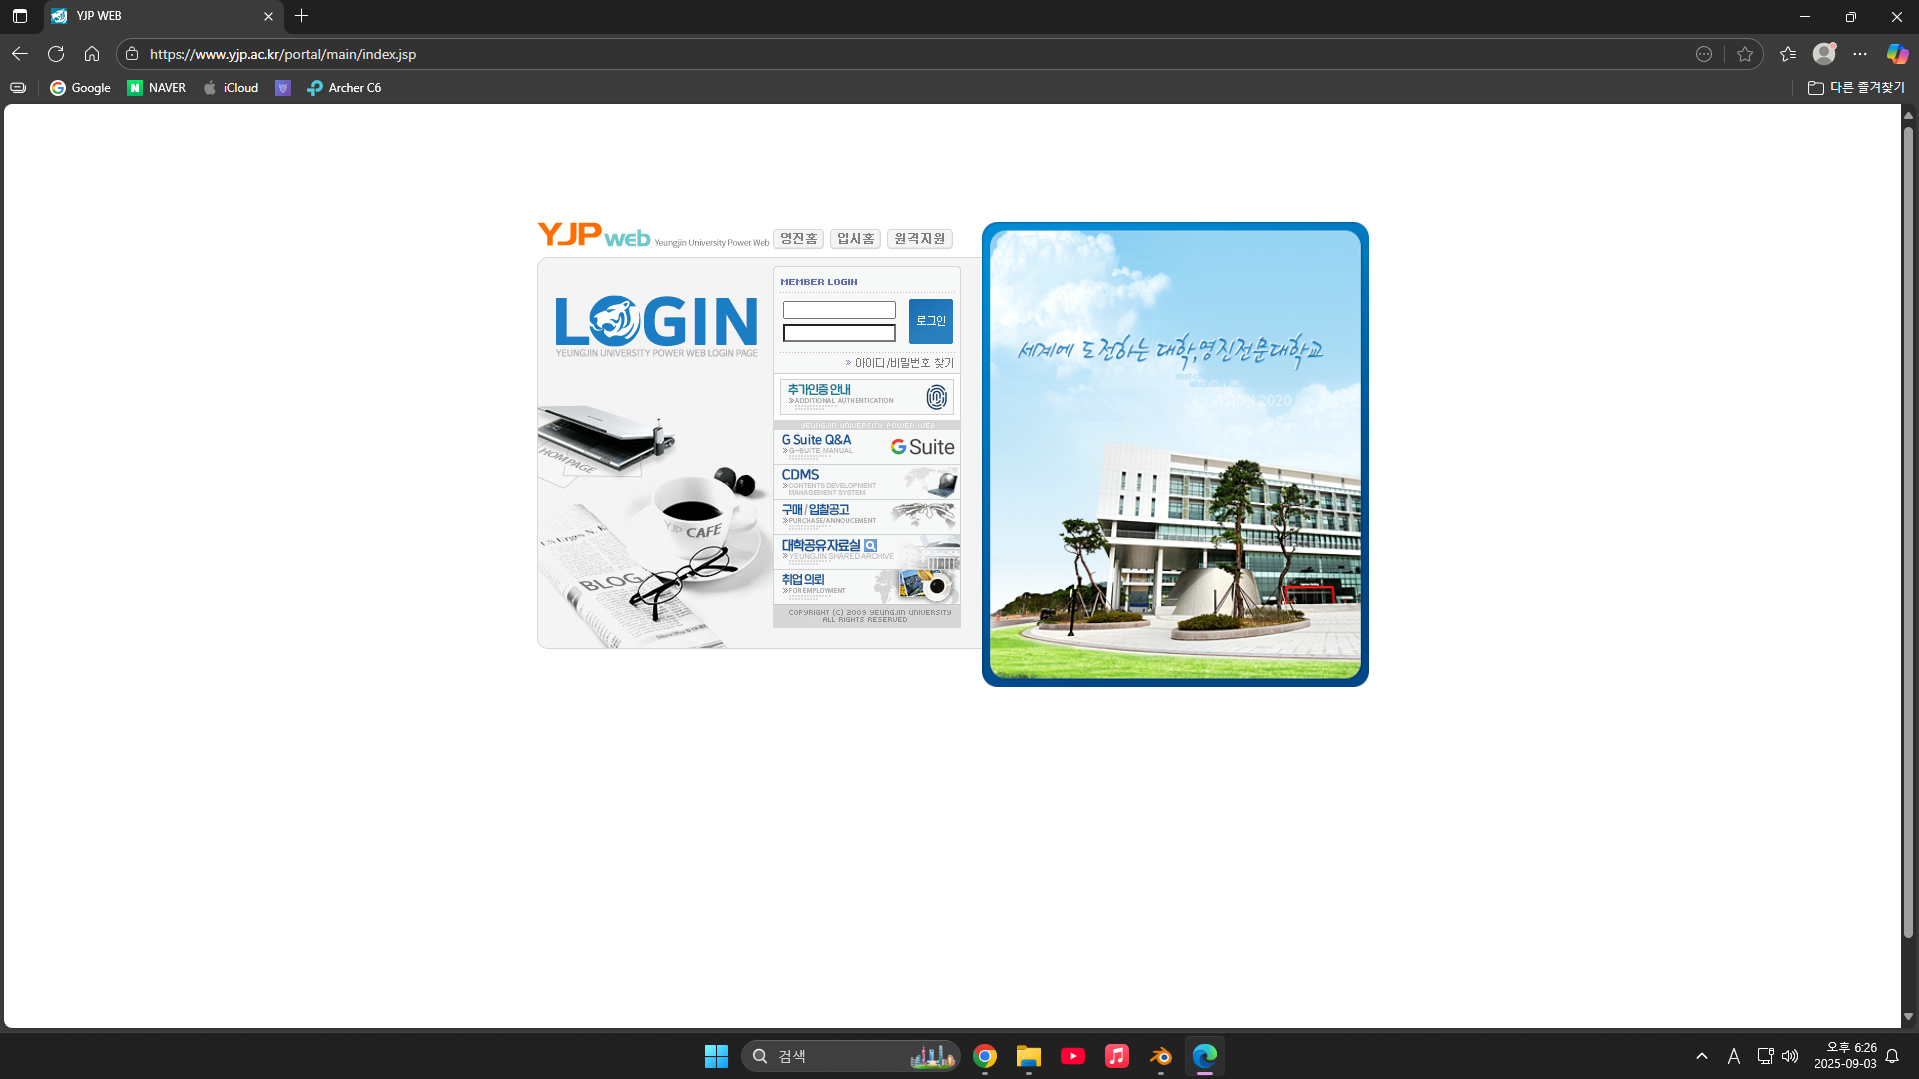 YJP WEB
https://www.yjp.ac.kr/portal/main/index.jsp
Google
NAVER
iCloud
Archer C6
다른 즐겨찾기
YJP web Yeungjin University Power Web
영진홈
입시홈
원격지원
LOGIN
YEUNGJIN UNIVERSITY POWER WEB LOGIN PAGE
MEMBER LOGIN
로그인
» 아이디/비밀번호 찾기
추가인증 안내
ADDITIONAL AUTHENTICATION
YEUNGJIN UNIVERSITY POWER WEB
G Suite Q&A
G-SUITE MANUAL
G Suite
CDMS
CONTENTS DEVELOPMENT
MANAGEMENT SYSTEM
구매 / 입찰공고
PURCHASE/ANNOUCEMENT
대학공유자료실
YEUNGJIN SHARED ARCHIVE
취업 의뢰
FOR EMPLOYMENT
COPYRIGHT (C) 2009 YEUNGJIN UNIVERSITY
ALL RIGHTS RESERVED
HOMPAGE
YJP CAFE
BLOG
세계에 도전하는 대학, 영진전문대학교
VISION 2020
검색
A
오후 6:26
2025-09-03